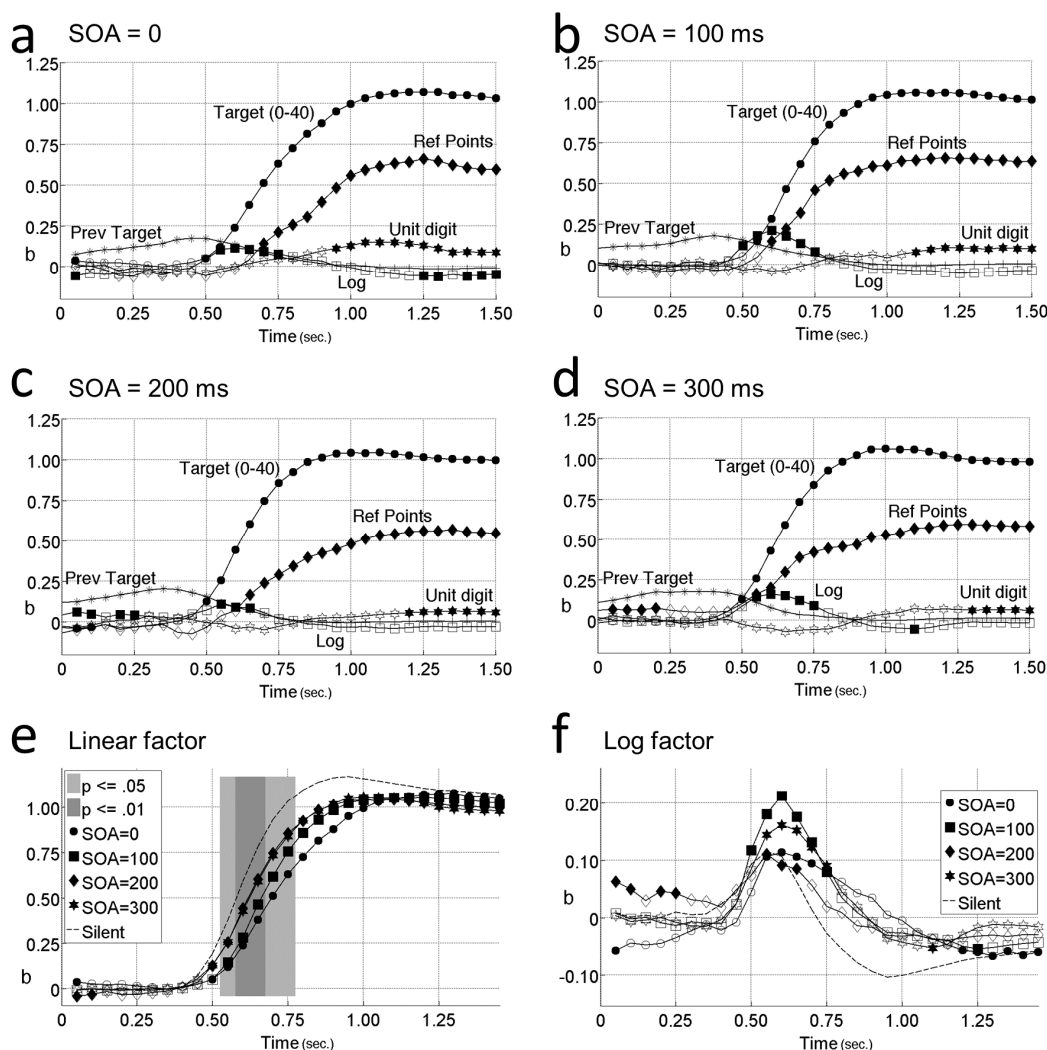 a SOA = 0
1.25
1.00
0.75
0.50
0.25
b
0
Target (0-40)
Ref Points
Prev Target
Unit digit
Log
0 0.25 0.50 0.75 1.00 1.25 1.50
Time (sec.)
b SOA = 100 ms
1.25
1.00
0.75
0.50
0.25
b
0
Target (0-40)
Ref Points
Prev Target
Unit digit
Log
0 0.25 0.50 0.75 1.00 1.25 1.50
Time (sec.)
c SOA = 200 ms
1.25
1.00
0.75
0.50
0.25
b
0
Target (0-40)
Ref Points
Prev Target
Unit digit
Log
0 0.25 0.50 0.75 1.00 1.25 1.50
Time (sec.)
d SOA = 300 ms
1.25
1.00
0.75
0.50
0.25
b
0
Target (0-40)
Ref Points
Prev Target
Log
Unit digit
0 0.25 0.50 0.75 1.00 1.25 1.50
Time (sec.)
e Linear factor
p <= .05
p <= .01
SOA=0
SOA=100
SOA=200
SOA=300
Silent
1.00
0.75
0.50
0.25
b
0
0 0.25 0.50 0.75 1.00 1.25
Time (sec.)
f Log factor
0.20
0.10
b
0
-0.10
SOA=0
SOA=100
SOA=200
SOA=300
Silent
0 0.25 0.50 0.75 1.00 1.25
Time (sec.)